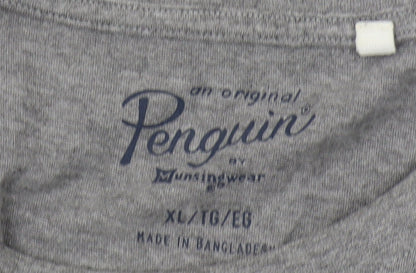 an original
Penguin®
BY
Munsingwear®
XL/TG/EG
MADE IN BANGLADESH